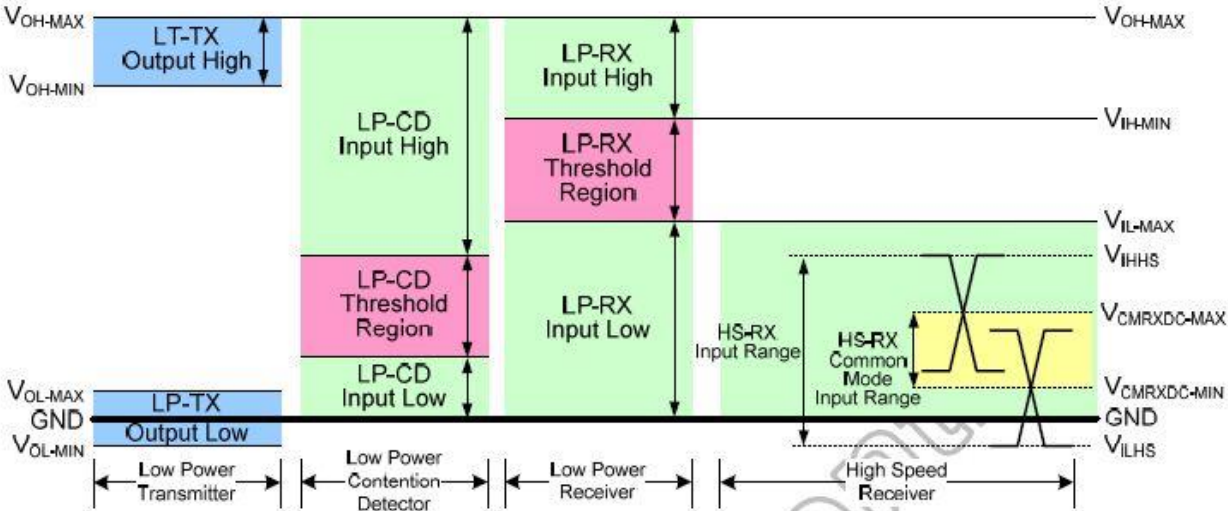 VOH-MAX
LT-TX
Output High
VOH-MIN
LP-CD
Input High
LP-RX
Input High
LP-RX
Threshold
Region
LP-CD
Threshold
Region
LP-CD
Input Low
LP-RX
Input Low
VOL-MAX
LP-TX
GND
Output Low
VOL-MIN
HS-RX
Input Range
HS-RX
Common
Mode
Input Range
VOH-MAX
VIH-MIN
VIL-MAX
VIHHS
VCMRXDC-MAX
VCMRXDC-MIN
GND
VILHS
Low Power
Transmitter
Low Power
Contention
Detector
Low Power
Receiver
High Speed
Receiver